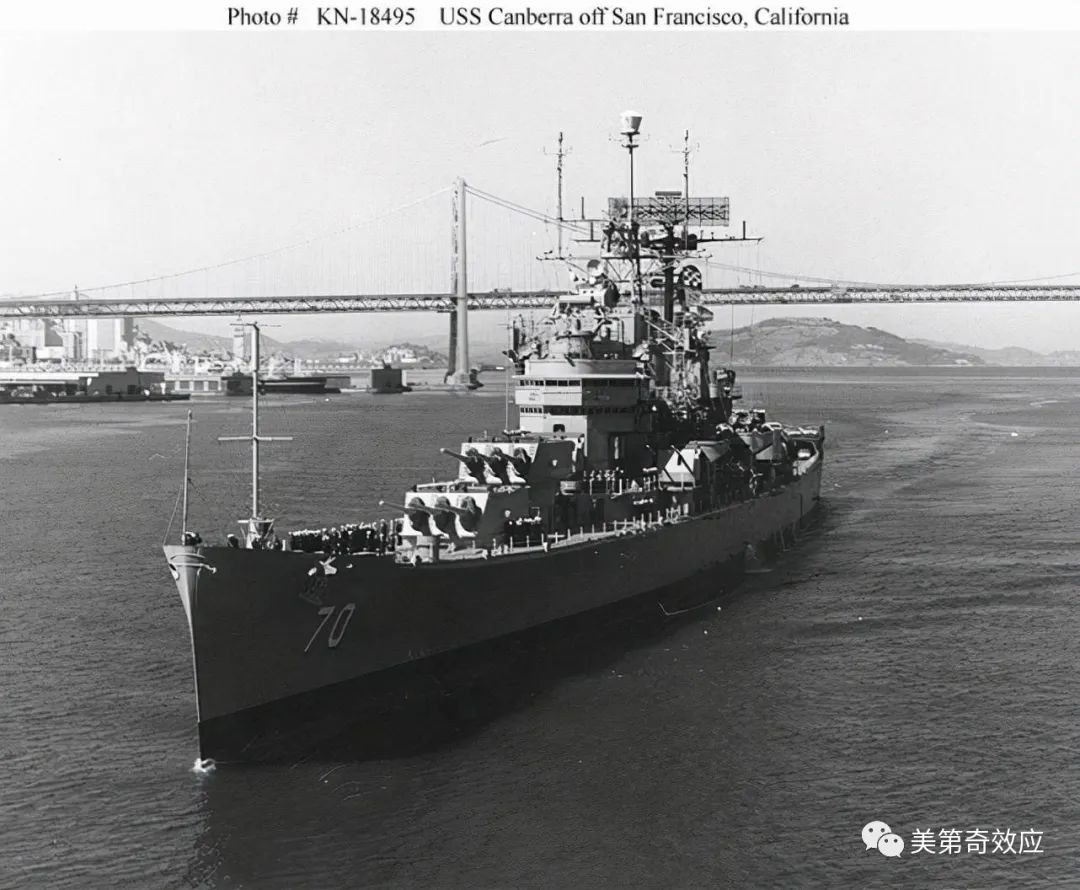 Photo # KN-18495 USS Canberra off San Francisco, California
70
美第奇效应